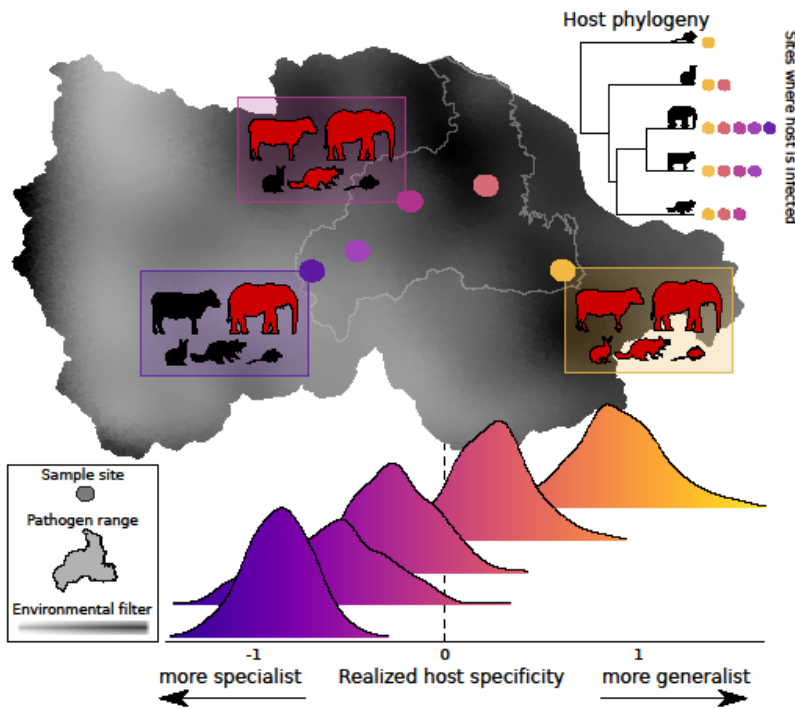 Host phylogeny
Sites where host is infected
Sample site
Pathogen range
Environmental filter
-1
0
1
more specialist
Realized host specificity
more generalist